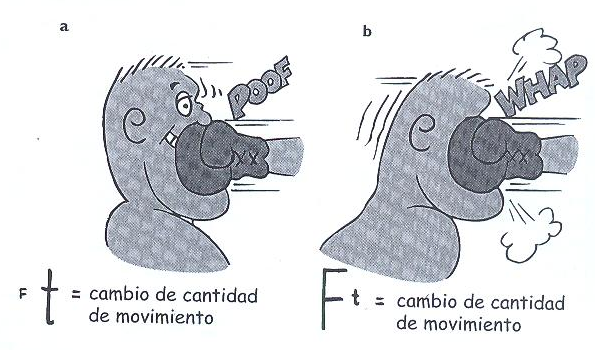 a
b
POOF
WHAP
F t = cambio de cantidad
de movimiento
F t = cambio de cantidad
de movimiento